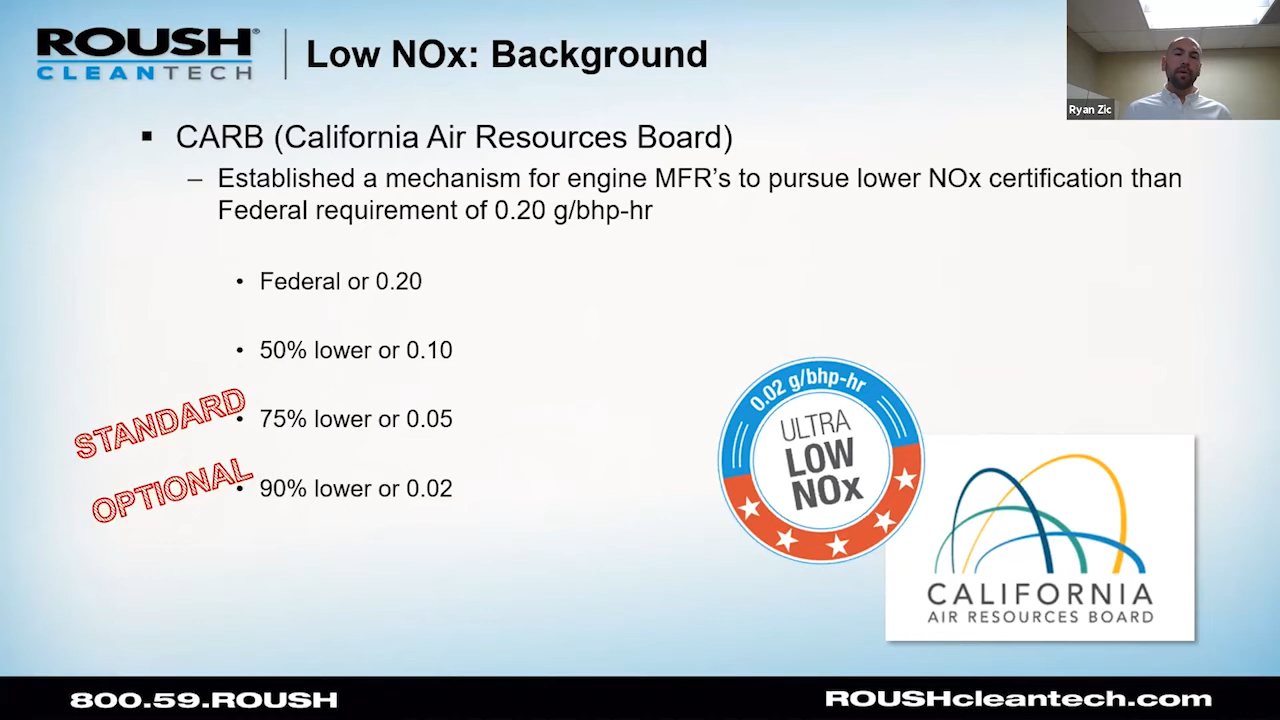 ROUSH®
CLEANTECH
Low NOx: Background
Ryan Zic
▪ CARB (California Air Resources Board)
– Established a mechanism for engine MFR's to pursue lower NOx certification than
Federal requirement of 0.20 g/bhp-hr
• Federal or 0.20
• 50% lower or 0.10
STANDARD
• 75% lower or 0.05
OPTIONAL
• 90% lower or 0.02
0.02 g/bhp-hr
ULTRA
LOW
NOx
CALIFORNIA
AIR RESOURCES BOARD
800.59.ROUSH
ROUSHcleantech.com